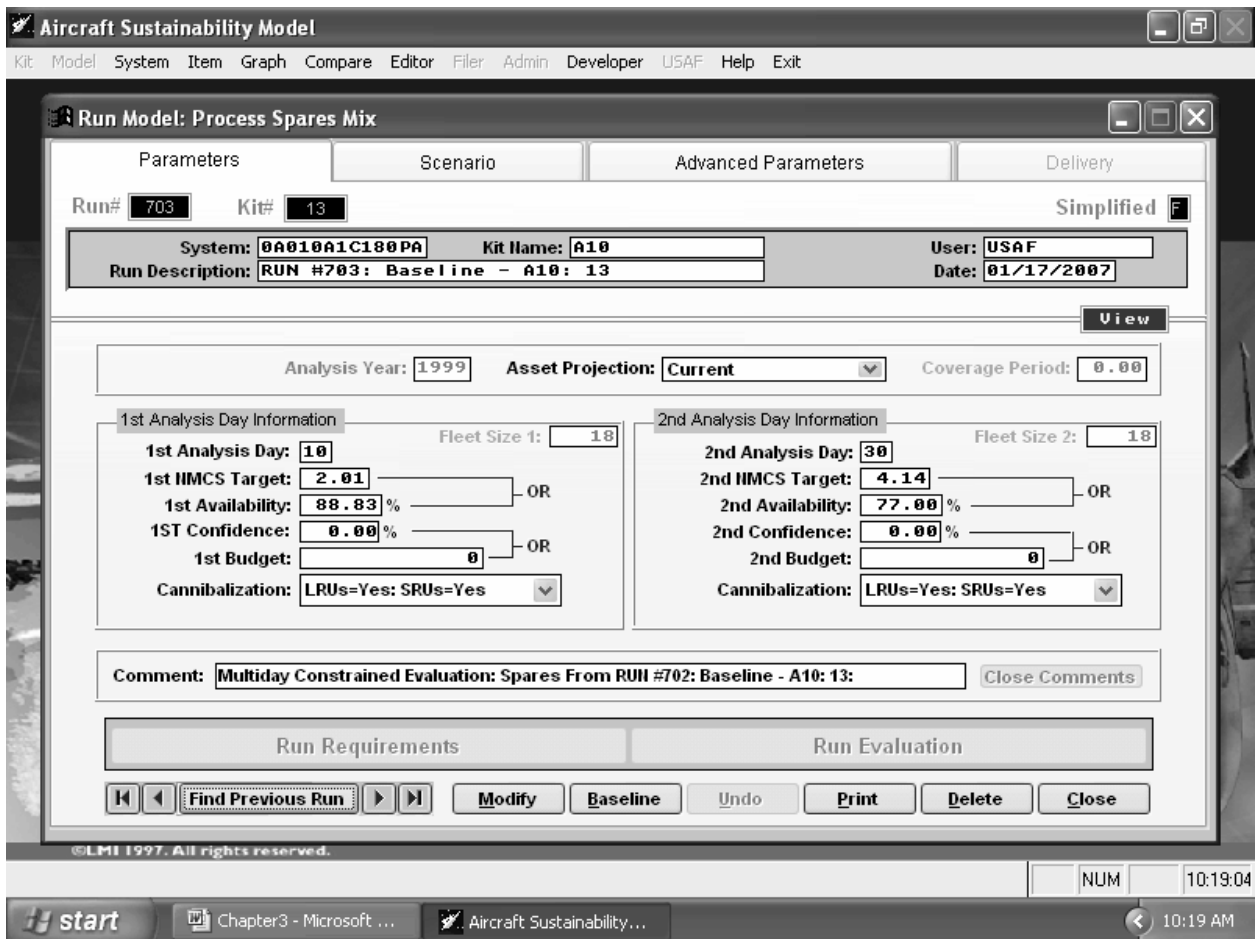 Aircraft Sustainability Model
Kit Model System Item Graph Compare Editor Filer Admin Developer USAF Help Exit
Run Model: Process Spares Mix
Parameters Scenario Advanced Parameters Delivery
Run# 703 Kit# 13 Simplified F
System: 0A010A1C180PA Kit Name: A10 User: USAF
Run Description: RUN #703: Baseline - A10: 13 Date: 01/17/2007
View
Analysis Year: 1999 Asset Projection: Current Coverage Period: 0.00
1st Analysis Day Information
Fleet Size 1: 18
1st Analysis Day: 10
1st NMCS Target: 2.01
OR
1st Availability: 88.83 %
1ST Confidence: 0.00 %
OR
1st Budget: 0
Cannibalization: LRUs=Yes: SRUs=Yes
2nd Analysis Day Information
Fleet Size 2: 18
2nd Analysis Day: 30
2nd NMCS Target: 4.14
OR
2nd Availability: 77.00 %
2nd Confidence: 0.00 %
OR
2nd Budget: 0
Cannibalization: LRUs=Yes: SRUs=Yes
Comment: Multiday Constrained Evaluation: Spares From RUN #702: Baseline - A10: 13: Close Comments
Run Requirements Run Evaluation
Find Previous Run Modify Baseline Undo Print Delete Close
©LMI 1997. All rights reserved.
NUM 10:19:04
start Chapter3 - Microsoft ... Aircraft Sustainability... 10:19 AM